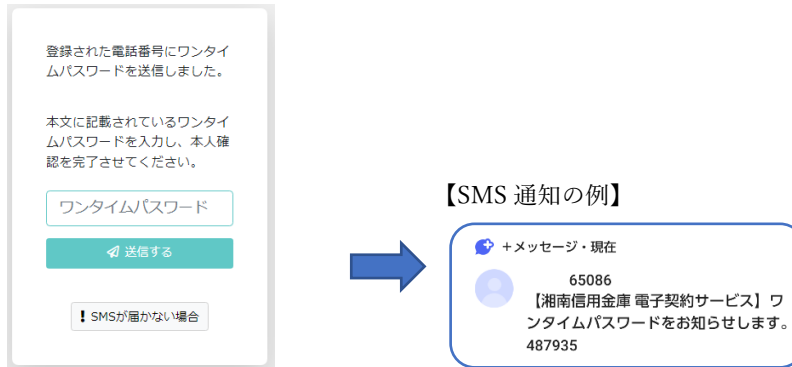 登録された電話番号にワンタイ
ムパスワードを送信しました。
本文に記載されているワンタイ
ムパスワードを入力し、本人確
認を完了させてください。
ワンタイムパスワード
送信する
! SMSが届かない場合
【SMS 通知の例】
+メッセージ・現在
65086
【湘南信用金庫 電子契約サービス】ワ
ンタイムパスワードをお知らせします。
487935